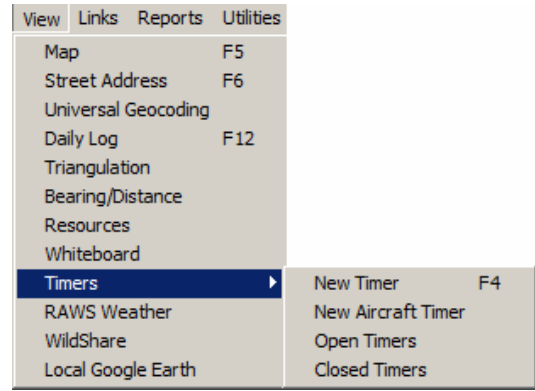 View Links Reports Utilities
Map F5
Street Address F6
Universal Geocoding
Daily Log F12
Triangulation
Bearing/Distance
Resources
Whiteboard
Timers
New Timer F4
RAWS Weather
New Aircraft Timer
WildShare
Open Timers
Local Google Earth
Closed Timers